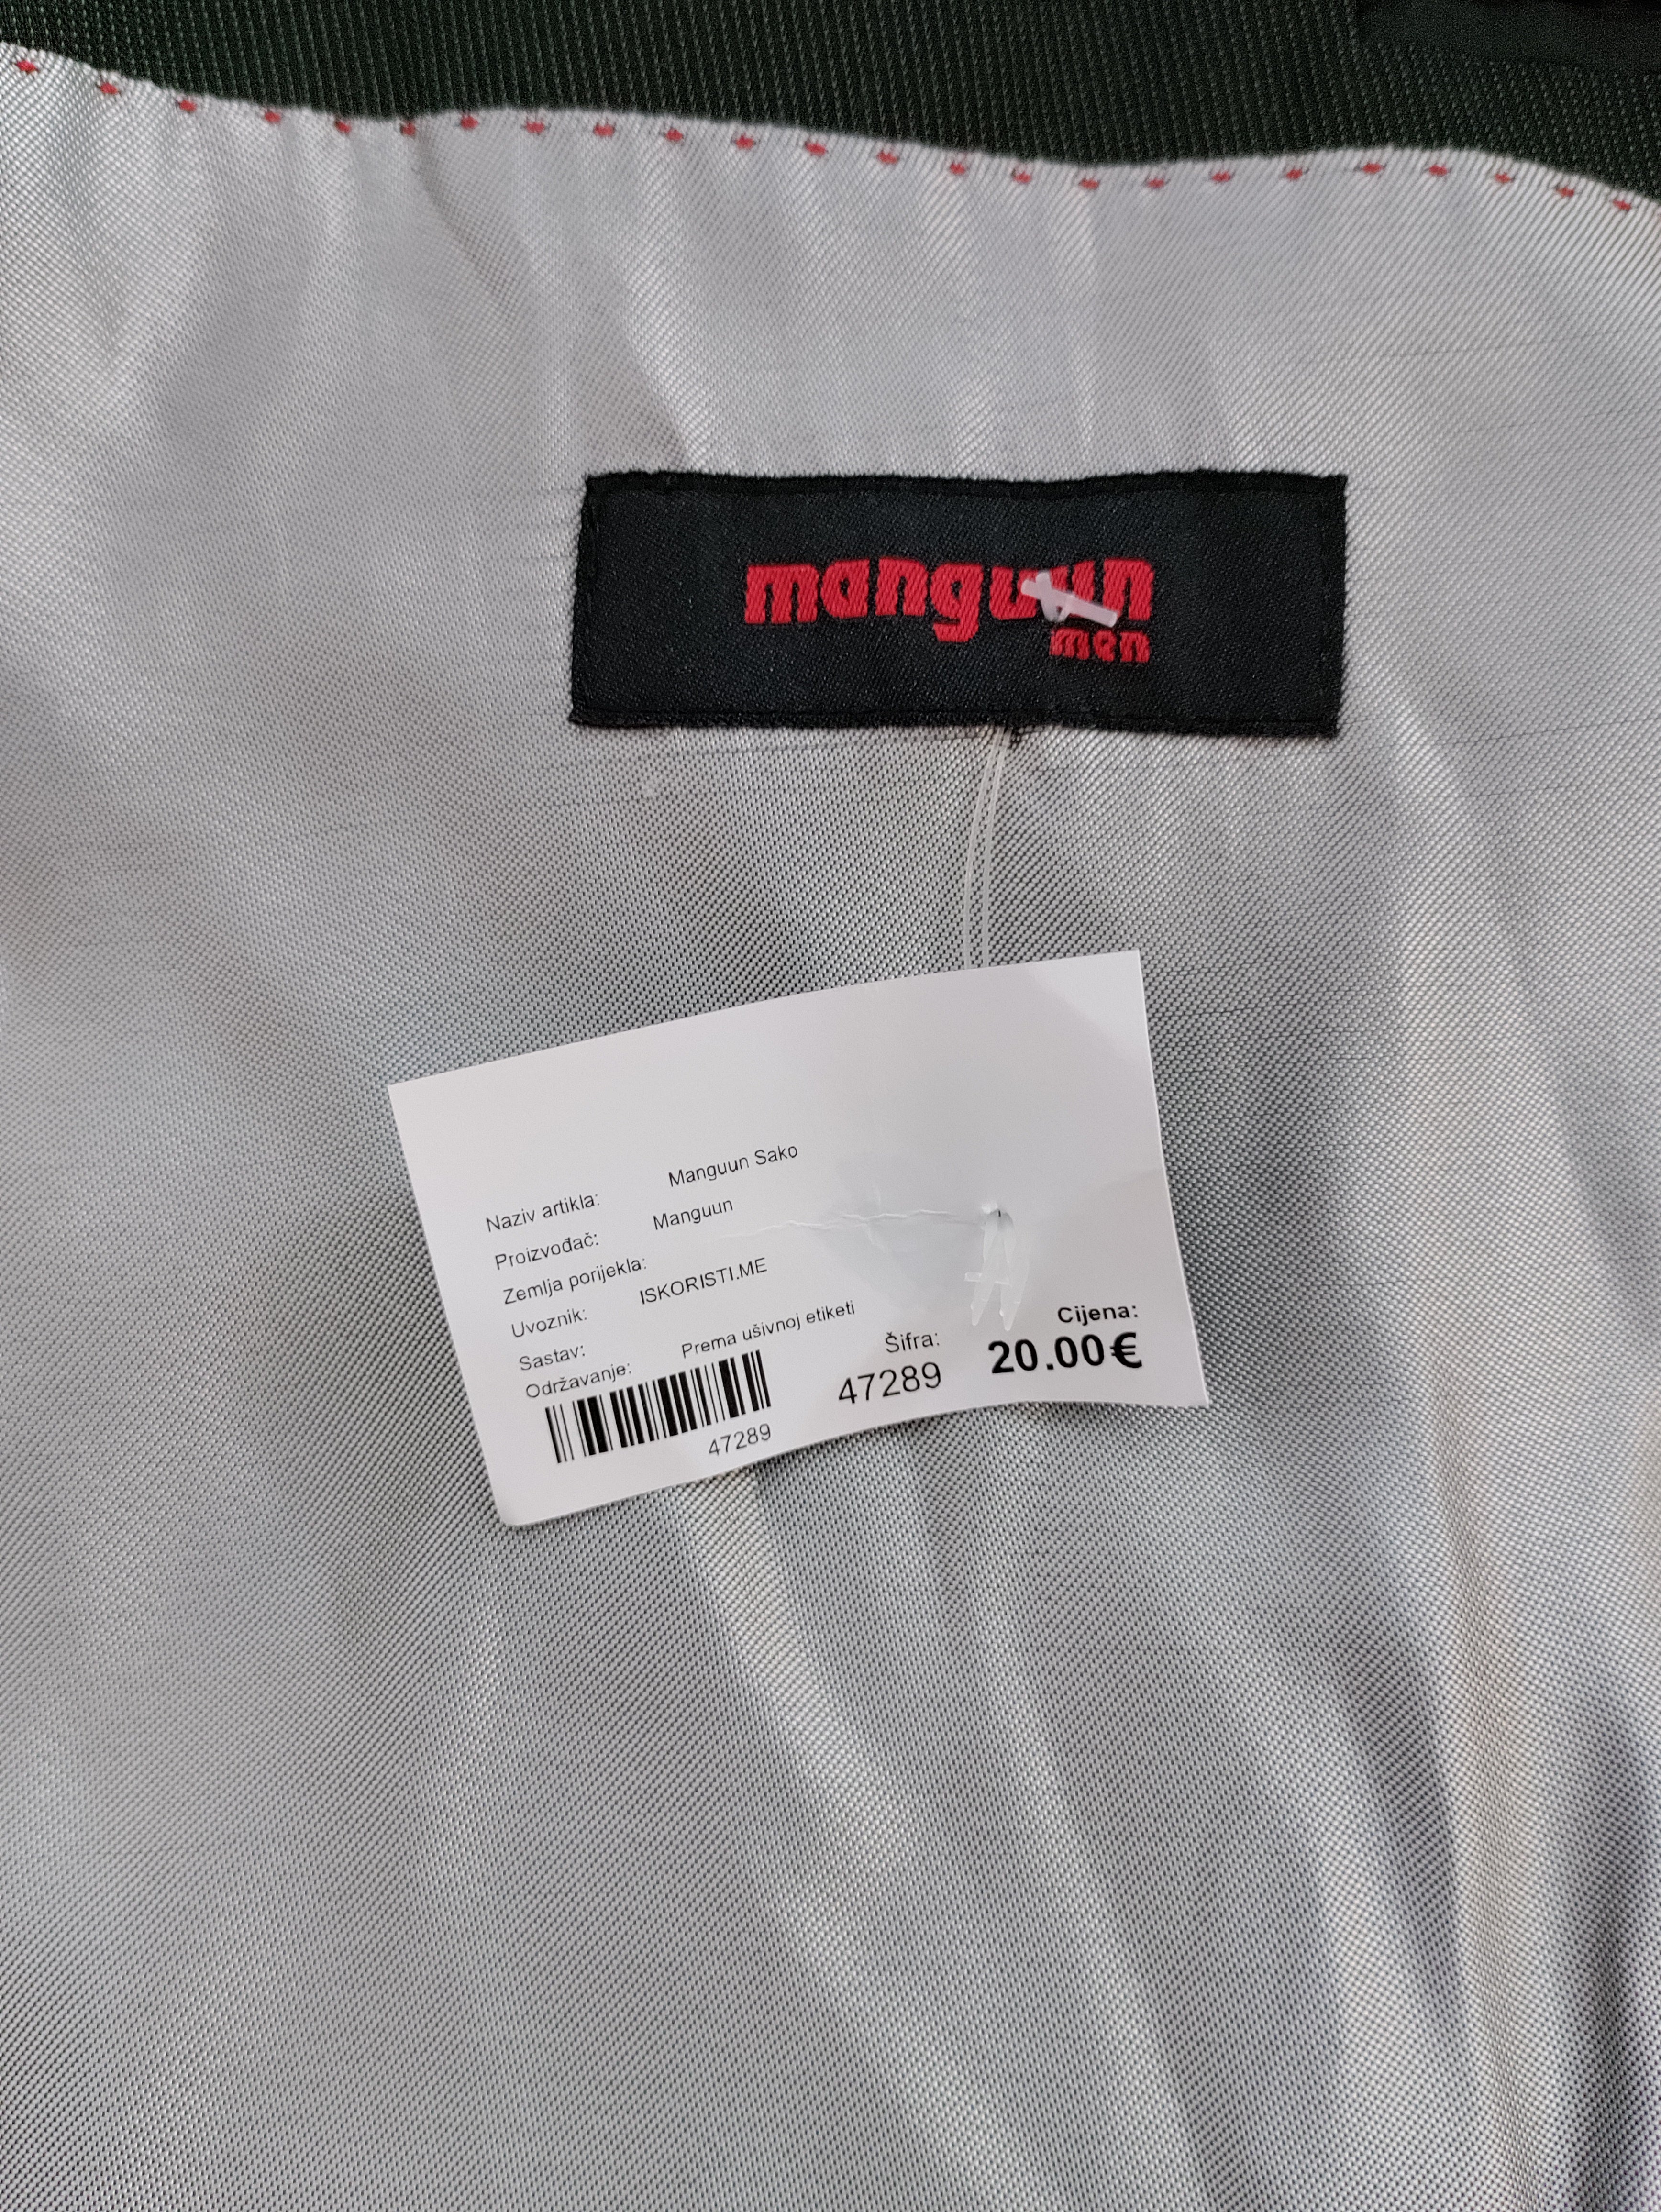 manguun
men
Naziv artikla: Manguun Sako
Proizvođač: Manguun
Zemlja porijekla:
Uvoznik: ISKORISTI.ME
Sastav:
Održavanje: Prema ušivnoj etiketi
47289
Šifra:
47289
Cijena:
20.00€